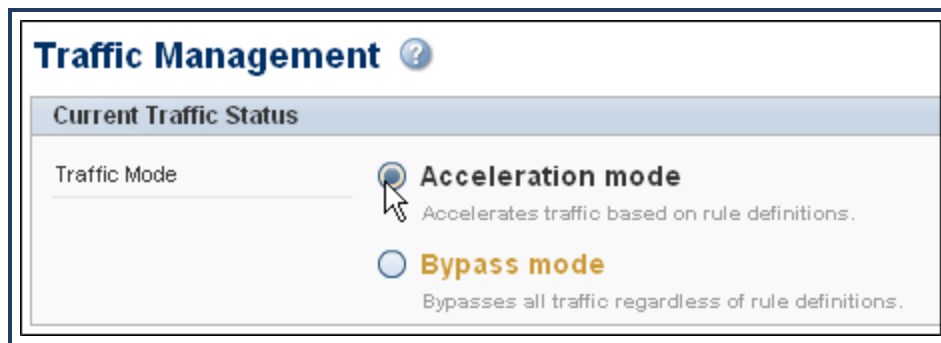 Traffic Management
Current Traffic Status
Traffic Mode
Acceleration mode
Accelerates traffic based on rule definitions.
Bypass mode
Bypasses all traffic regardless of rule definitions.